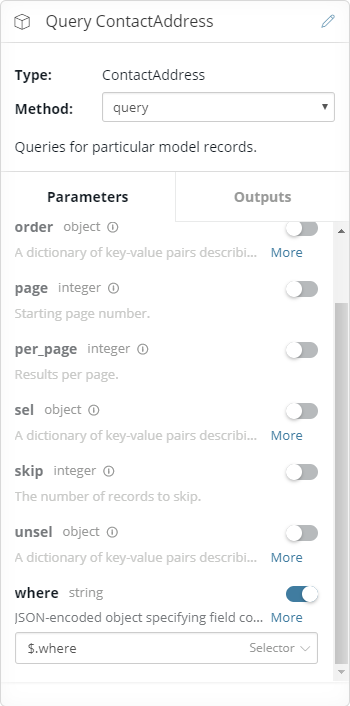 Query ContactAddress
Type: ContactAddress
Method: query
Queries for particular model records.
Parameters Outputs
order object
A dictionary of key-value pairs describi... More
page integer
Starting page number.
per_page integer
Results per page.
sel object
A dictionary of key-value pairs describi... More
skip integer
The number of records to skip.
unsel object
A dictionary of key-value pairs describi... More
where string
JSON-encoded object specifying field co... More
$.where Selector